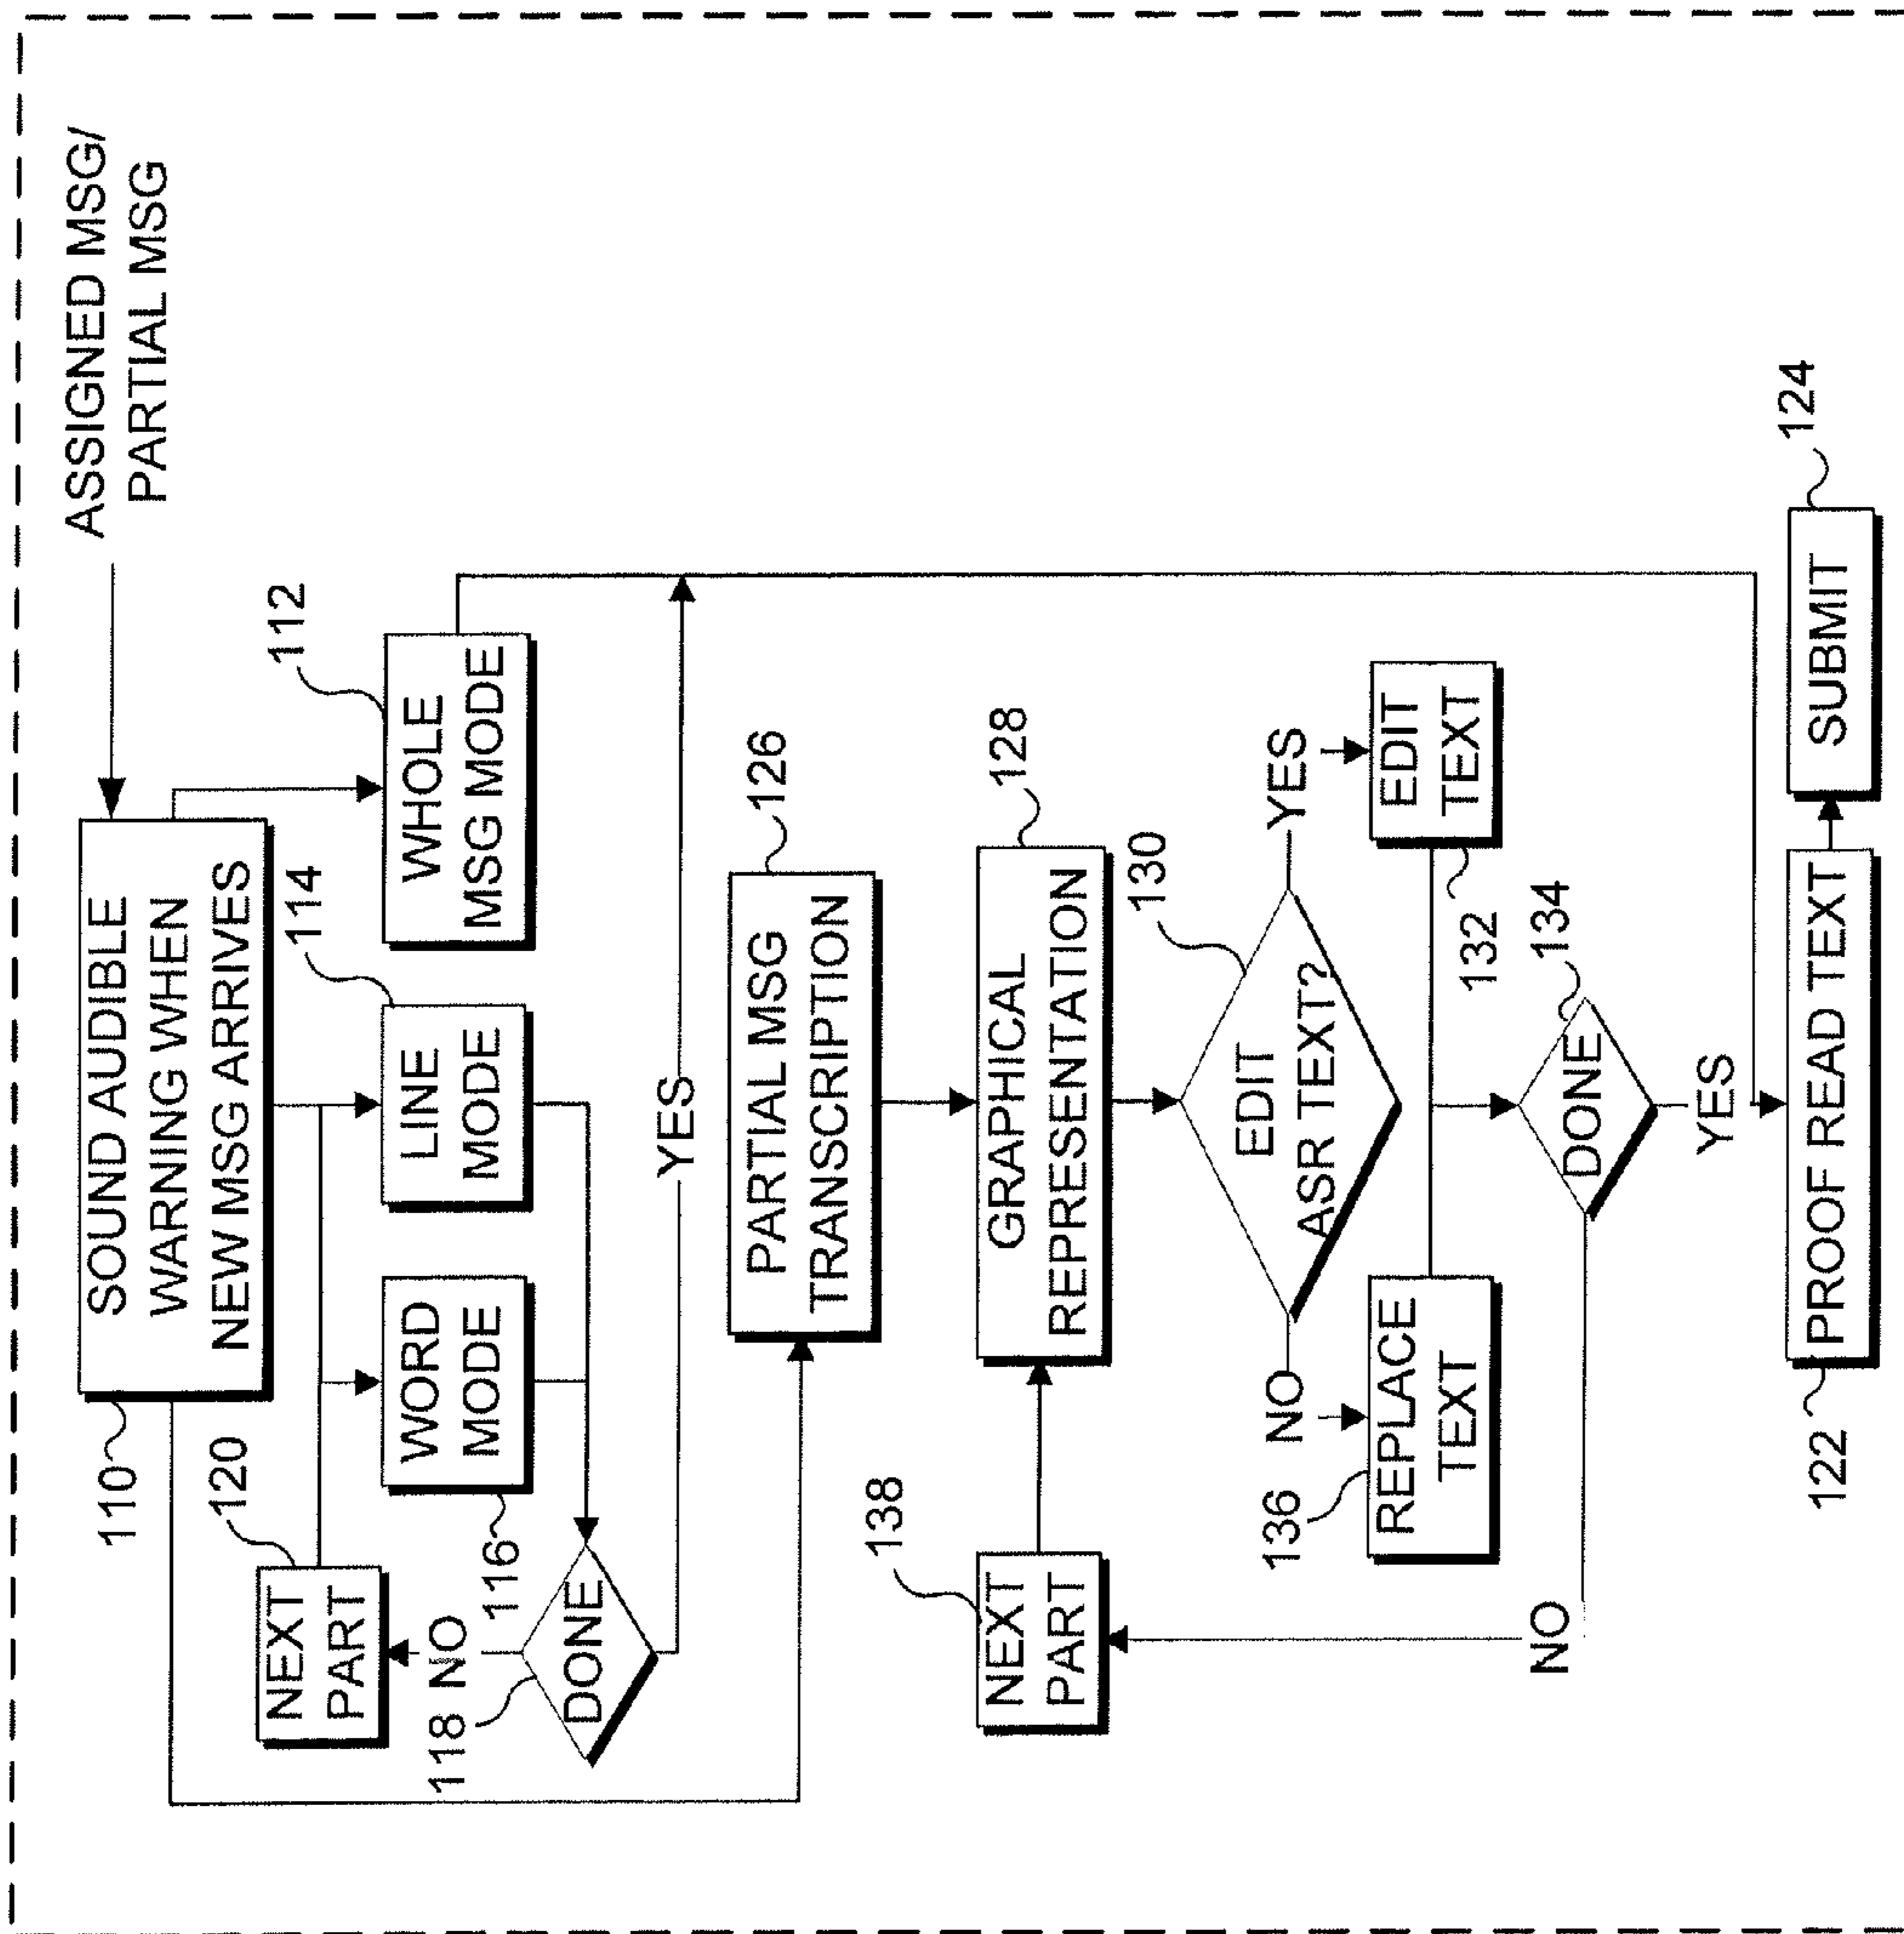 ASSIGNED MSG/
PARTIAL MSG
SOUND AUDIBLE
WARNING WHEN
NEW MSG ARRIVES
110
120
NEXT
PART
114
112
WORD
MODE
LINE
MODE
WHOLE
MSG MODE
118 NO
116
DONE
YES
126
PARTIAL MSG
TRANSCRIPTION
138
128
NEXT
PART
GRAPHICAL
REPRESENTATION
130
EDIT
ASR TEXT?
NO
YES
136
REPLACE
TEXT
EDIT
TEXT
132
134
DONE
NO
YES
124
122
PROOF READ TEXT
SUBMIT